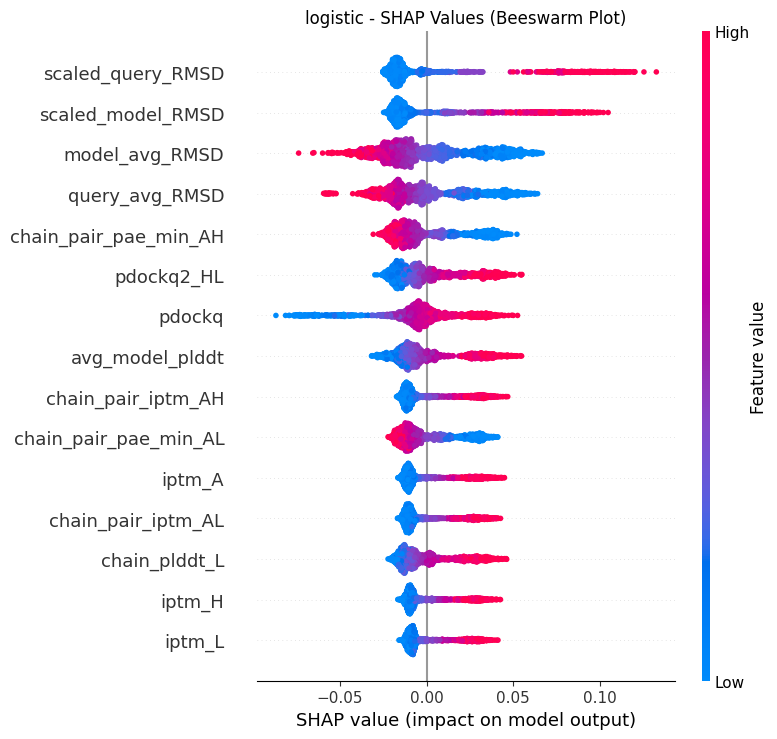 logistic - SHAP Values (Beeswarm Plot)
High
scaled_query_RMSD
scaled_model_RMSD
model_avg_RMSD
query_avg_RMSD
chain_pair_pae_min_AH
pdockq2_HL
pdockq
avg_model_plddt
chain_pair_iptm_AH
chain_pair_pae_min_AL
iptm_A
chain_pair_iptm_AL
chain_plddt_L
iptm_H
iptm_L
Feature value
Low
−0.05 0.00 0.05 0.10
SHAP value (impact on model output)